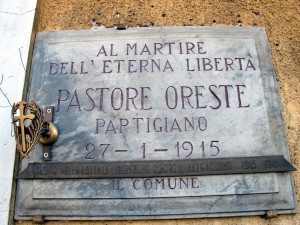 AL MARTIRE
DELL'ETERNA LIBERTÀ
PASTORE ORESTE
PARTIGIANO
27-1-1915
IL COMUNE